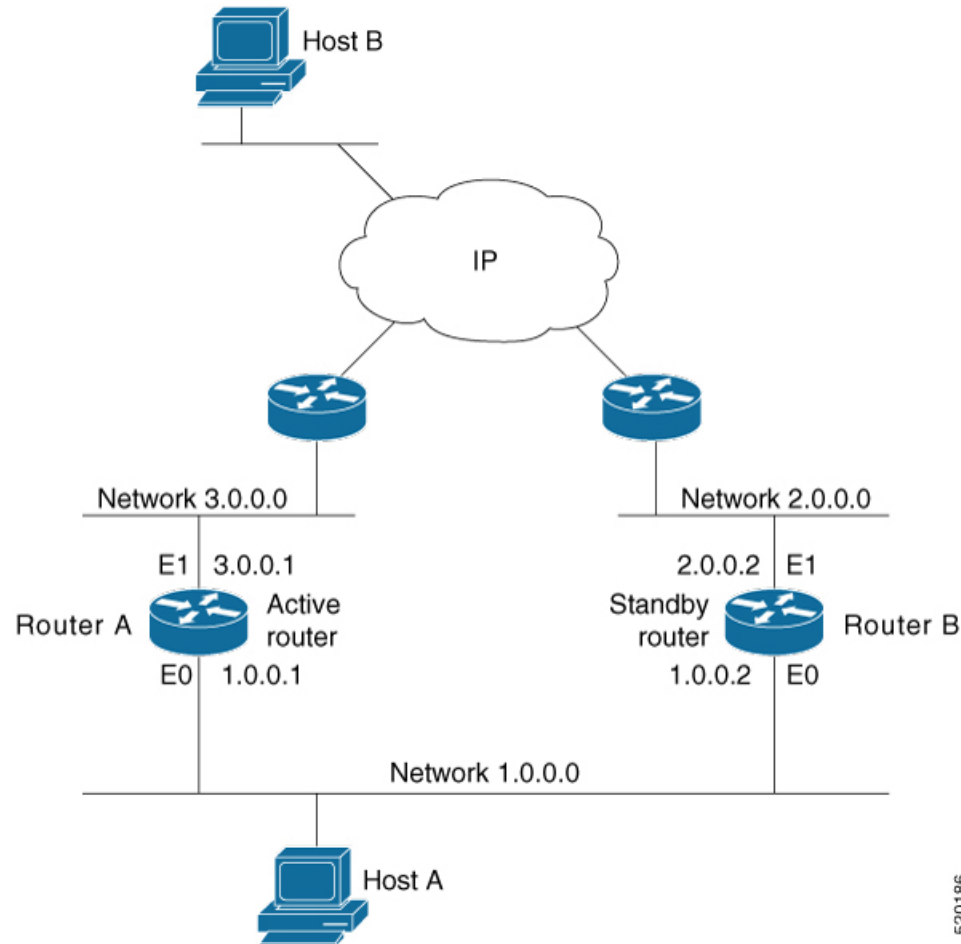 Host B
IP
Network 3.0.0.0
Network 2.0.0.0
E1 3.0.0.1
2.0.0.2 E1
Router A
Active
router
Standby
router
Router B
E0 1.0.0.1
1.0.0.2 E0
Network 1.0.0.0
Host A
520186